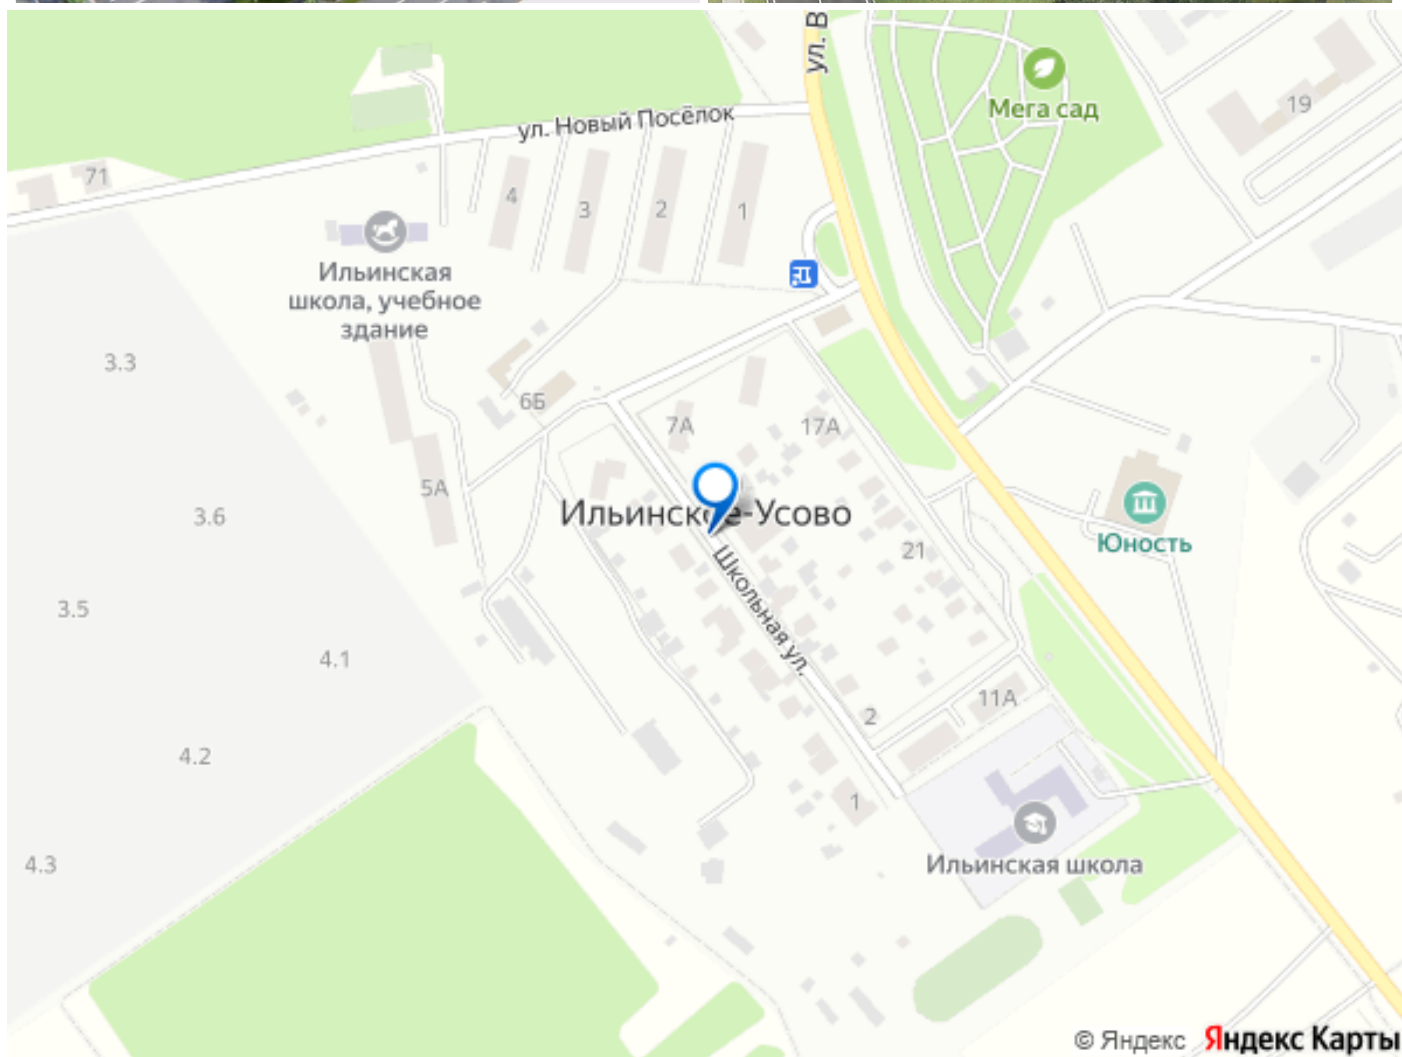 ул. В
Мега сад
19
ул. Новый Посёлок
71
4
3
2
1
Ильинская
школа, учебное
здание
3.3
6Б
7А
17А
5А
3.6
Ильинское-Усово
Юность
21
Школьная ул.
3.5
4.1
11А
2
4.2
1
4.3
Ильинская школа
© Яндекс Яндекс Карты